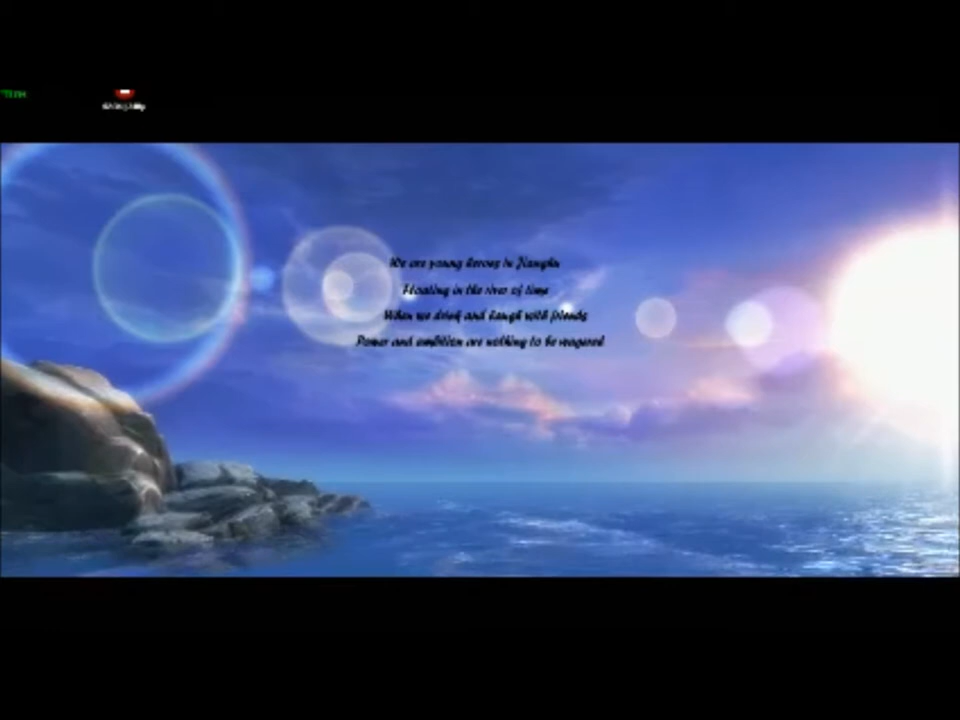 We are young heroes in Jianghu
Floating in the river of time
When we drink and laugh with friends
Power and ambition are nothing to be